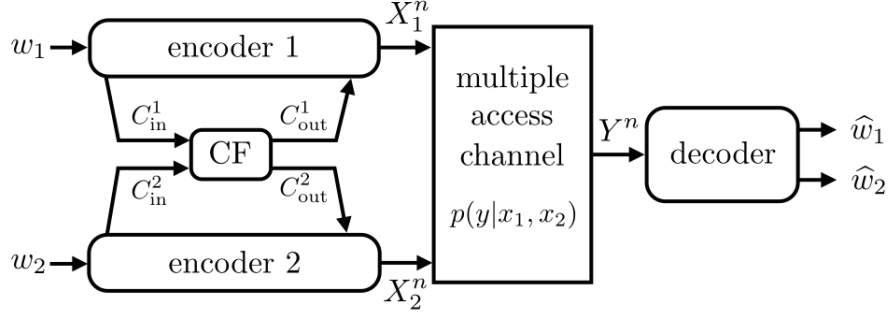 w₁
encoder 1
X₁ⁿ
C¹ᵢₙ
C¹ₒᵤₜ
CF
C²ᵢₙ
C²ₒᵤₜ
w₂
encoder 2
X₂ⁿ
multiple
access
channel
p(y|x₁, x₂)
Yⁿ
decoder
ŵ₁
ŵ₂